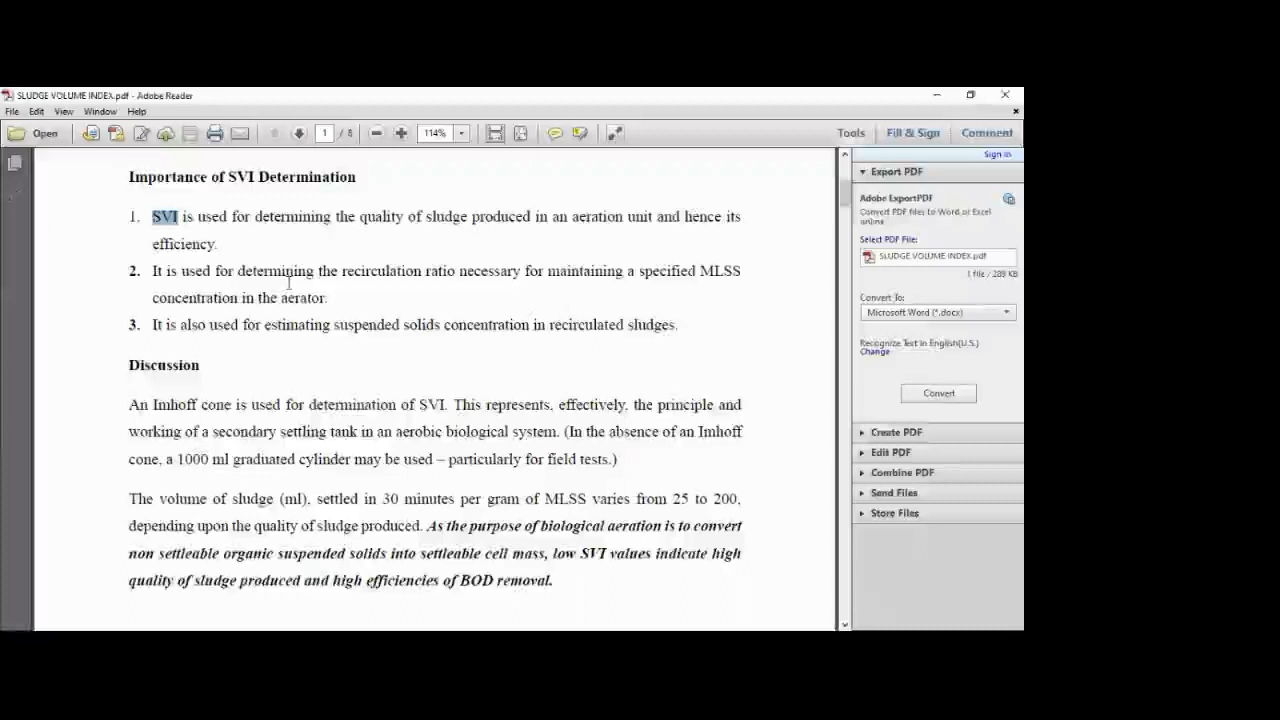 SLUDGE VOLUME INDEX.pdf - Adobe Reader
File Edit View Window Help
Open 1 / 8 114% Tools Fill & Sign Comment
Sign In
Importance of SVI Determination
1. SVI is used for determining the quality of sludge produced in an aeration unit and hence its
efficiency.
2. It is used for determining the recirculation ratio necessary for maintaining a specified MLSS
concentration in the aerator.
3. It is also used for estimating suspended solids concentration in recirculated sludges.
Discussion
An Imhoff cone is used for determination of SVI. This represents, effectively, the principle and
working of a secondary settling tank in an aerobic biological system. (In the absence of an Imhoff
cone, a 1000 ml graduated cylinder may be used – particularly for field tests.)
The volume of sludge (ml), settled in 30 minutes per gram of MLSS varies from 25 to 200,
depending upon the quality of sludge produced. As the purpose of biological aeration is to convert
non settleable organic suspended solids into settleable cell mass, low SVI values indicate high
quality of sludge produced and high efficiencies of BOD removal.
Export PDF
Adobe ExportPDF
Convert PDF files to Word or Excel
online
Select PDF File:
SLUDGE VOLUME INDEX.pdf
1 file / 289 KB
Convert To:
Microsoft Word (*.docx)
Recognize Text in English(U.S.)
Change
Convert
Create PDF
Edit PDF
Combine PDF
Send Files
Store Files